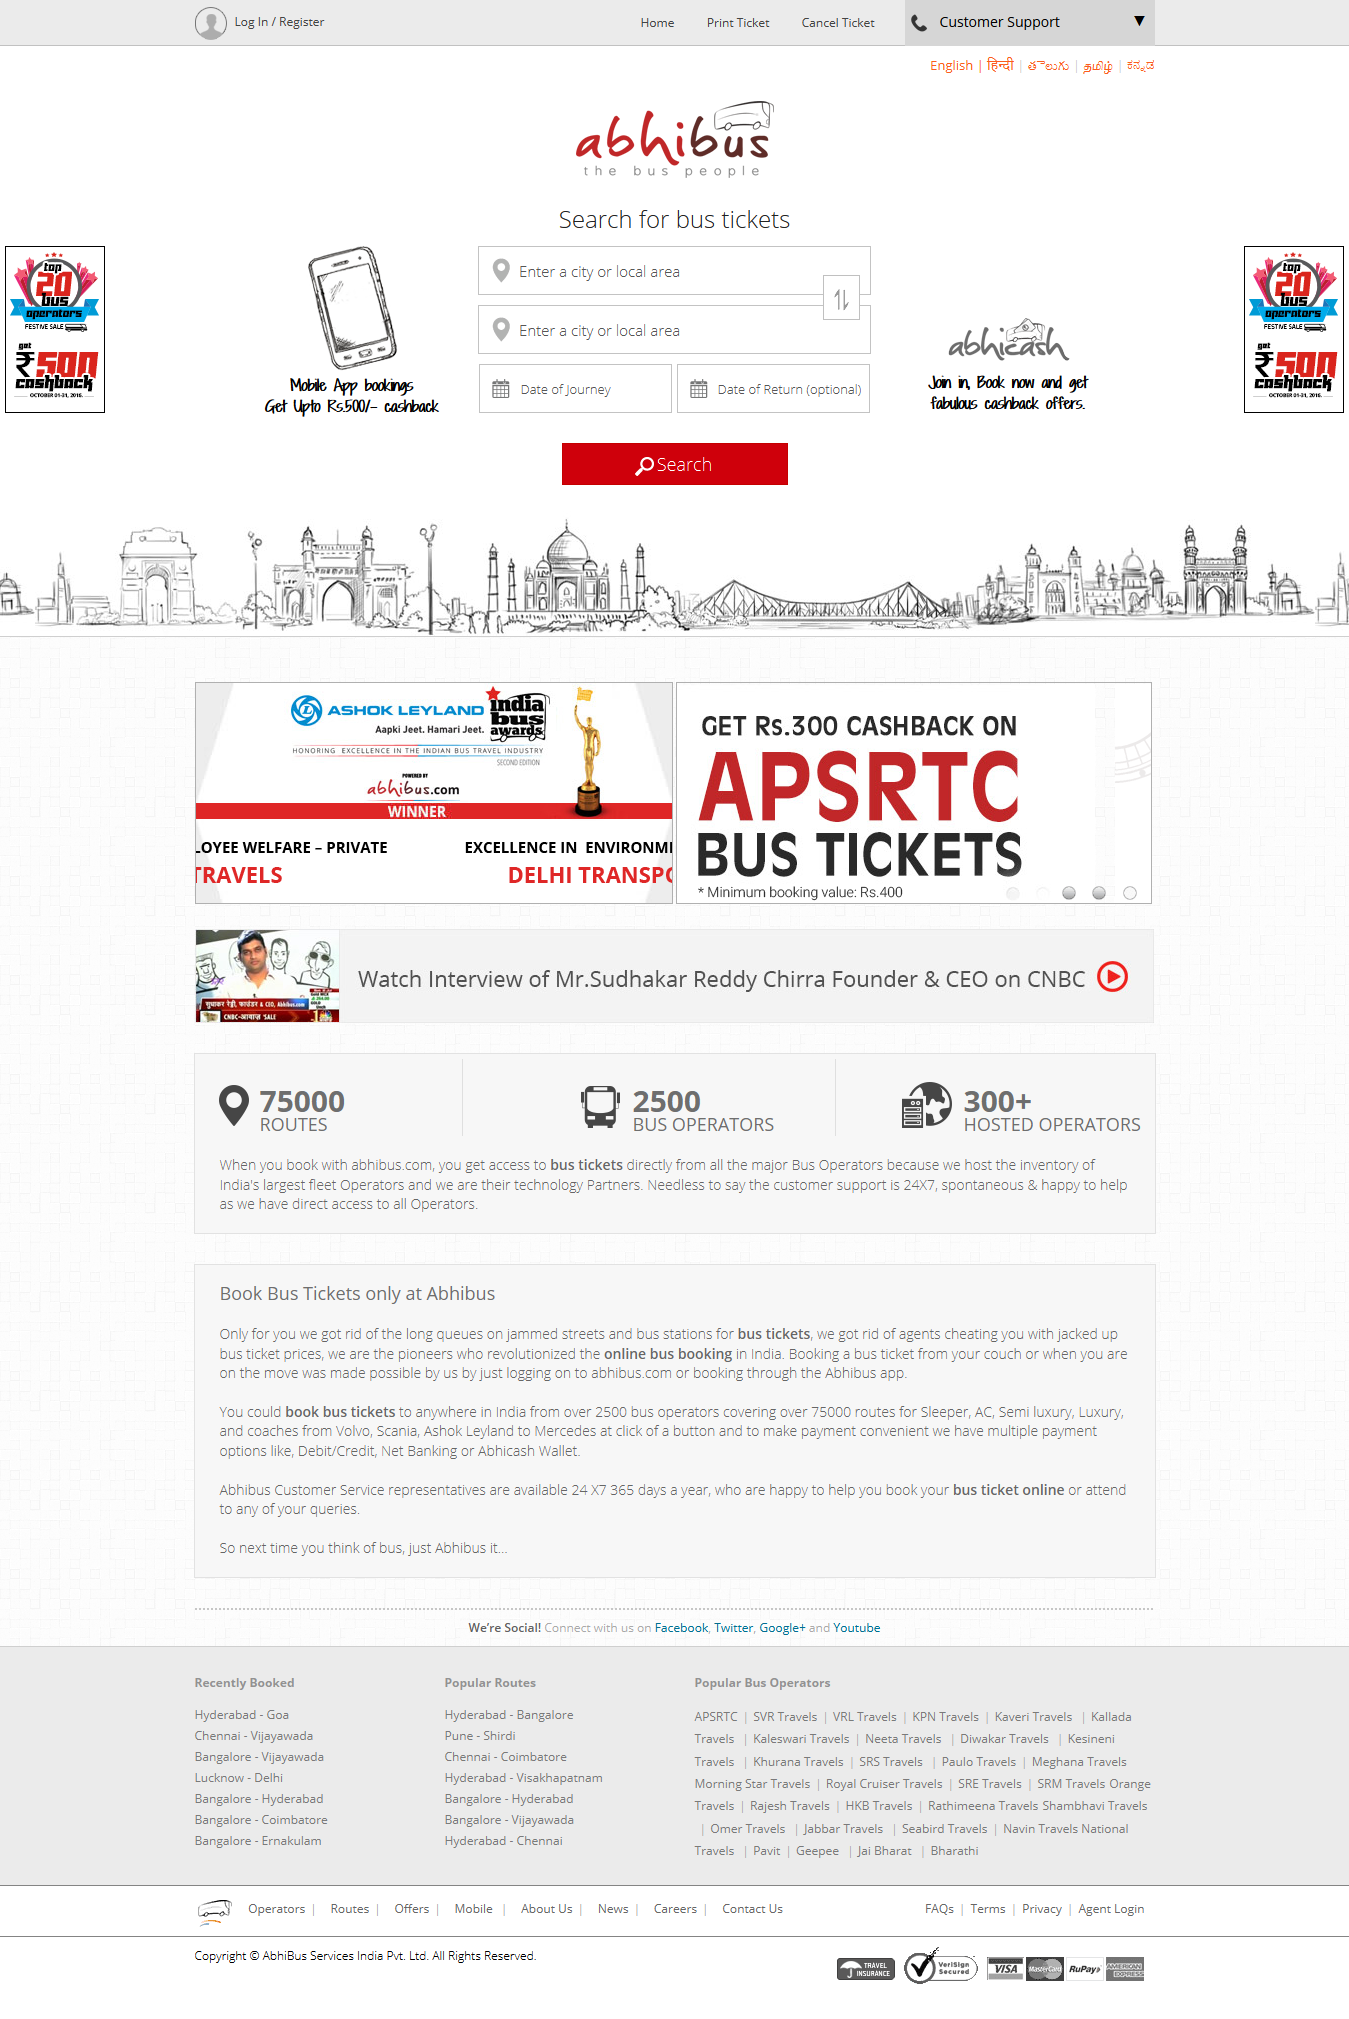 Log In / Register
Home
Print Ticket
Cancel Ticket
Customer Support
English | हिन्दी | తెలుగు | தமிழ் | ಕನ್ನಡ
abhibus
the bus people
Search for bus tickets
top
20
bus
operators
FESTIVE SALE
get
₹500
cashback
OCTOBER 01-31, 2016.
Mobile App bookings
Get Upto Rs.500/- cashback
Enter a city or local area
Enter a city or local area
Date of Journey
Date of Return (optional)
abhicash
Join in, Book now and get
fabulous cashback offers.
top
20
bus
operators
FESTIVE SALE
get
₹500
cashback
OCTOBER 01-31, 2016.
Search
ASHOK LEYLAND
Aapki Jeet. Hamari Jeet.
india
bus
awards
HONORING EXCELLENCE IN THE INDIAN BUS TRAVEL INDUSTRY
SECOND EDITION
POWERED BY
abhibus.com
WINNER
LOYEE WELFARE – PRIVATE
TRAVELS
EXCELLENCE IN ENVIRONM
DELHI TRANSPO
GET Rs.300 CASHBACK ON
APSRTC
BUS TICKETS
* Minimum booking value: Rs.400
सुधाकर रेड्डी, फाउंडर & CEO, Abhibus.com
CNBC-आवाज़ SALE
Watch Interview of Mr.Sudhakar Reddy Chirra Founder & CEO on CNBC
75000
ROUTES
2500
BUS OPERATORS
300+
HOSTED OPERATORS
When you book with abhibus.com, you get access to bus tickets directly from all the major Bus Operators because we host the inventory of
India's largest fleet Operators and we are their technology Partners. Needless to say the customer support is 24X7, spontaneous & happy to help
as we have direct access to all Operators.
Book Bus Tickets only at Abhibus
Only for you we got rid of the long queues on jammed streets and bus stations for bus tickets, we got rid of agents cheating you with jacked up
bus ticket prices, we are the pioneers who revolutionized the online bus booking in India. Booking a bus ticket from your couch or when you are
on the move was made possible by us by just logging on to abhibus.com or booking through the Abhibus app.
You could book bus tickets to anywhere in India from over 2500 bus operators covering over 75000 routes for Sleeper, AC, Semi luxury, Luxury,
and coaches from Volvo, Scania, Ashok Leyland to Mercedes at click of a button and to make payment convenient we have multiple payment
options like, Debit/Credit, Net Banking or Abhicash Wallet.
Abhibus Customer Service representatives are available 24 X7 365 days a year, who are happy to help you book your bus ticket online or attend
to any of your queries.
So next time you think of bus, just Abhibus it...
We're Social! Connect with us on Facebook, Twitter, Google+ and Youtube
Recently Booked
Hyderabad - Goa
Chennai - Vijayawada
Bangalore - Vijayawada
Lucknow - Delhi
Bangalore - Hyderabad
Bangalore - Coimbatore
Bangalore - Ernakulam
Popular Routes
Hyderabad - Bangalore
Pune - Shirdi
Chennai - Coimbatore
Hyderabad - Visakhapatnam
Bangalore - Hyderabad
Bangalore - Vijayawada
Hyderabad - Chennai
Popular Bus Operators
APSRTC | SVR Travels | VRL Travels | KPN Travels | Kaveri Travels | Kallada
Travels | Kaleswari Travels | Neeta Travels | Diwakar Travels | Kesineni
Travels | Khurana Travels | SRS Travels | Paulo Travels | Meghana Travels
Morning Star Travels | Royal Cruiser Travels | SRE Travels | SRM Travels Orange
Travels | Rajesh Travels | HKB Travels | Rathimeena Travels Shambhavi Travels
| Omer Travels | Jabbar Travels | Seabird Travels | Navin Travels National
Travels | Pavit | Geepee | Jai Bharat | Bharathi
Operators | Routes | Offers | Mobile | About Us | News | Careers | Contact Us
FAQs | Terms | Privacy | Agent Login
Copyright © AbhiBus Services India Pvt. Ltd. All Rights Reserved.
TRAVEL
INSURANCE
VeriSign
Secured
VISA
MasterCard
RuPay
AMERICAN
EXPRESS